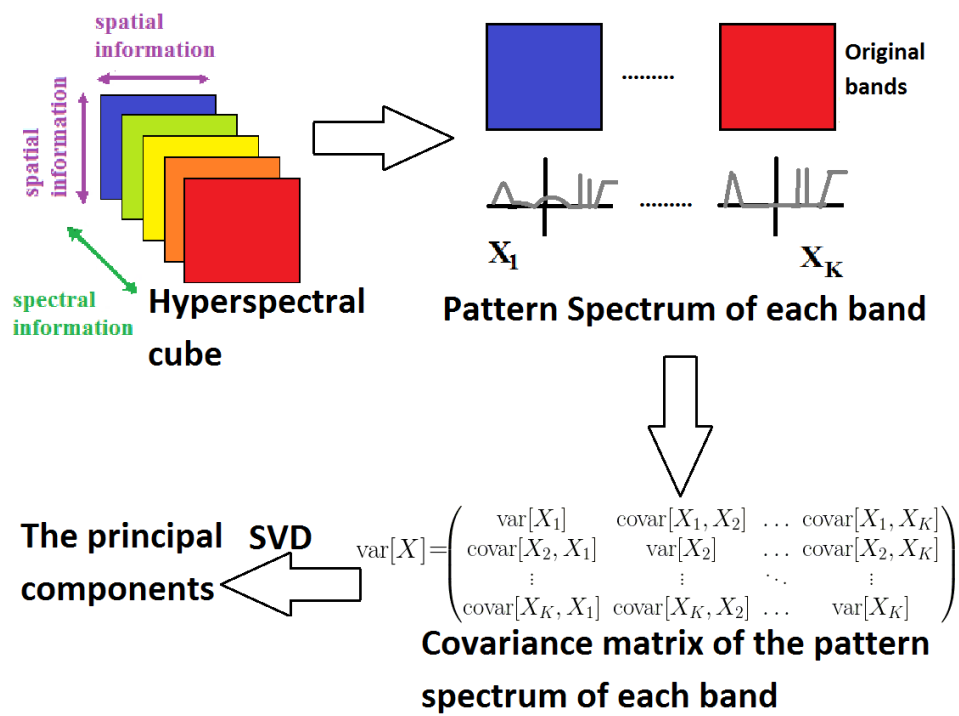 spatial
information
spatial
information
spectral
information
Hyperspectral
cube
Original
bands
.........
X1
.........
XK
Pattern Spectrum of each band
var[X]=
var[X1] covar[X1, X2] … covar[X1, XK]
covar[X2, X1] var[X2] … covar[X2, XK]
⋮ ⋮ ⋱ ⋮
covar[XK, X1] covar[XK, X2] … var[XK]
Covariance matrix of the pattern
spectrum of each band
SVD
The principal
components